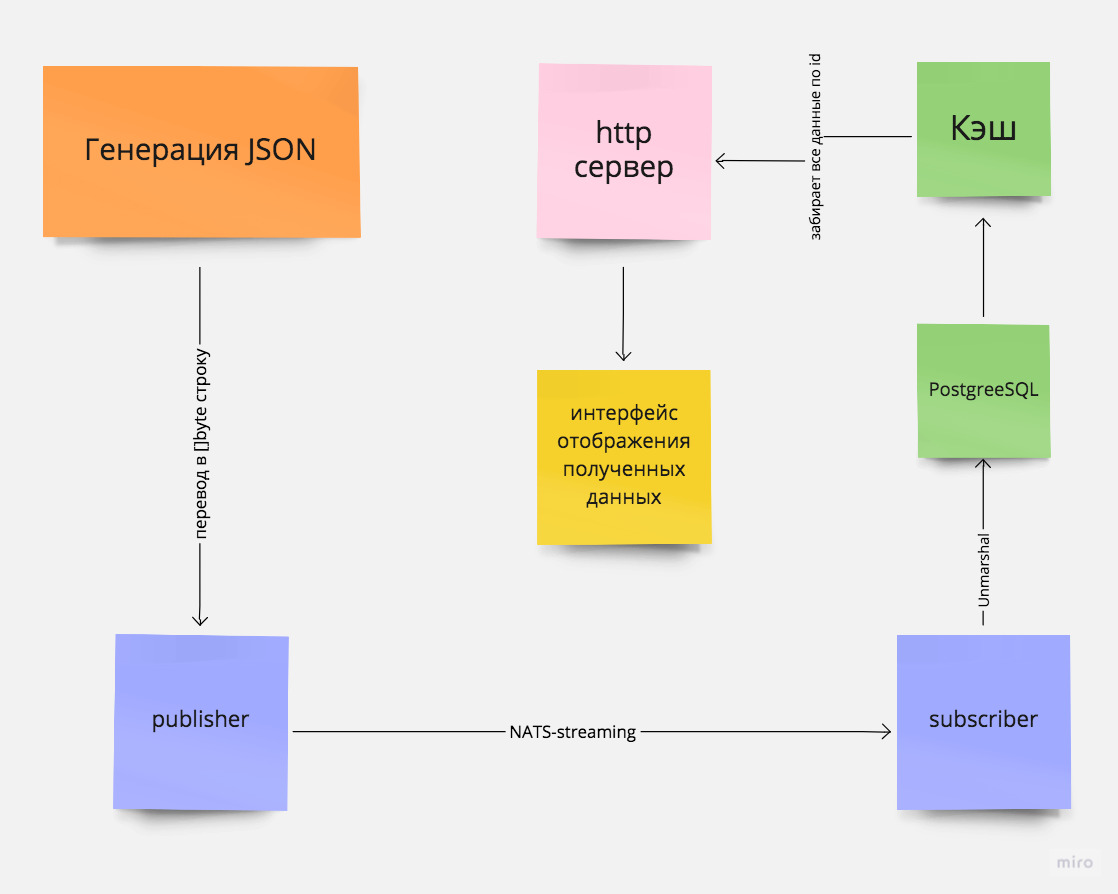 Генерация JSON
http
сервер
забирает все данные по id
Кэш
перевод в []byte строку
интерфейс
отображения
полученных
данных
PostgreeSQL
Unmarshal
publisher
NATS-streaming
subscriber
miro